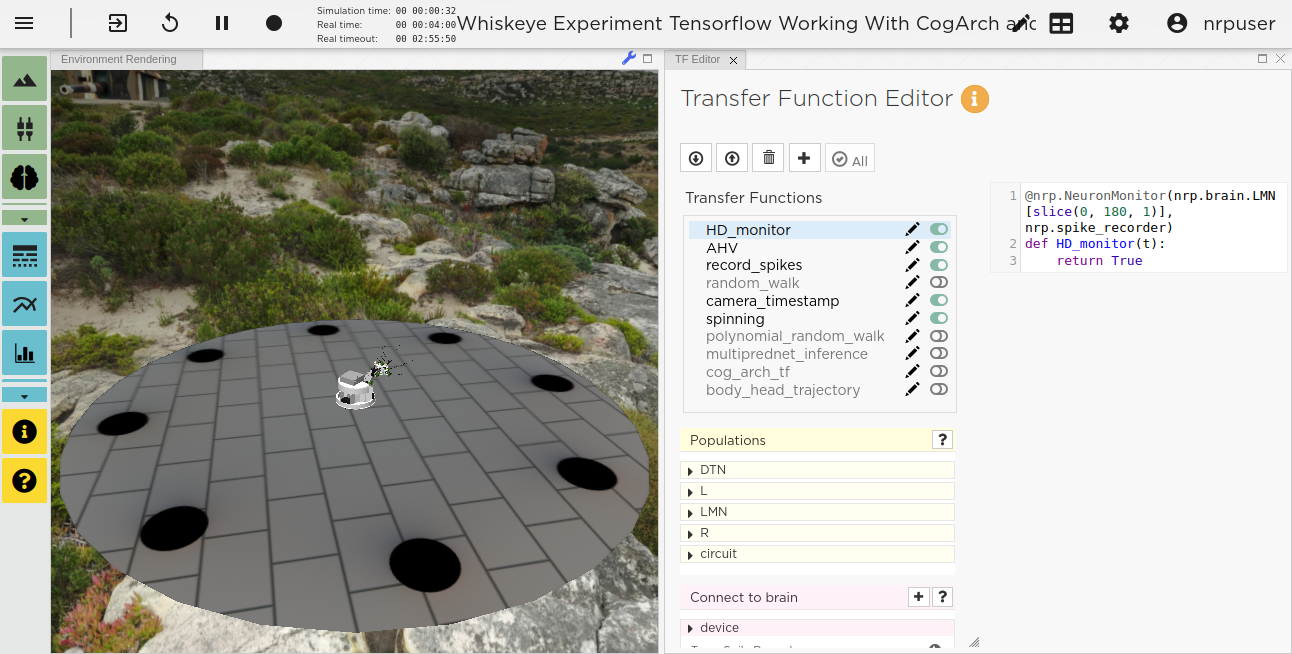 Simulation time: 00 00:00:32
Real time: 00 00:04:00
Real timeout: 00 02:55:50
Whiskeye Experiment Tensorflow Working With CogArch
nrpuser
Environment Rendering
TF Editor
Transfer Function Editor
All
Transfer Functions
HD_monitor
AHV
record_spikes
random_walk
camera_timestamp
spinning
polynomial_random_walk
multiprednet_inference
cog_arch_tf
body_head_trajectory
1 @nrp.NeuronMonitor(nrp.brain.LMN
[slice(0, 180, 1)],
nrp.spike_recorder)
2 def HD_monitor(t):
3 return True
Populations ?
DTN
L
LMN
R
circuit
Connect to brain + ?
device